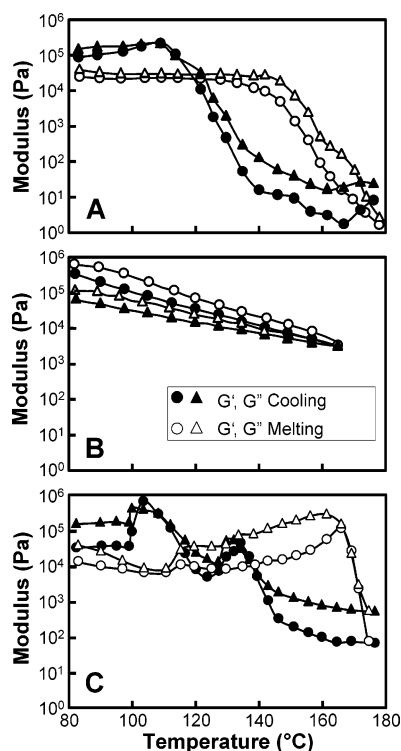 10⁶
10⁵
10⁴
10³
10²
10¹
10⁰
Modulus (Pa)
A
10⁶
10⁵
10⁴
10³
10²
10¹
10⁰
Modulus (Pa)
G‘, G” Cooling
G‘, G” Melting
B
10⁶
10⁵
10⁴
10³
10²
10¹
10⁰
Modulus (Pa)
C
80 100 120 140 160 180
Temperature (°C)